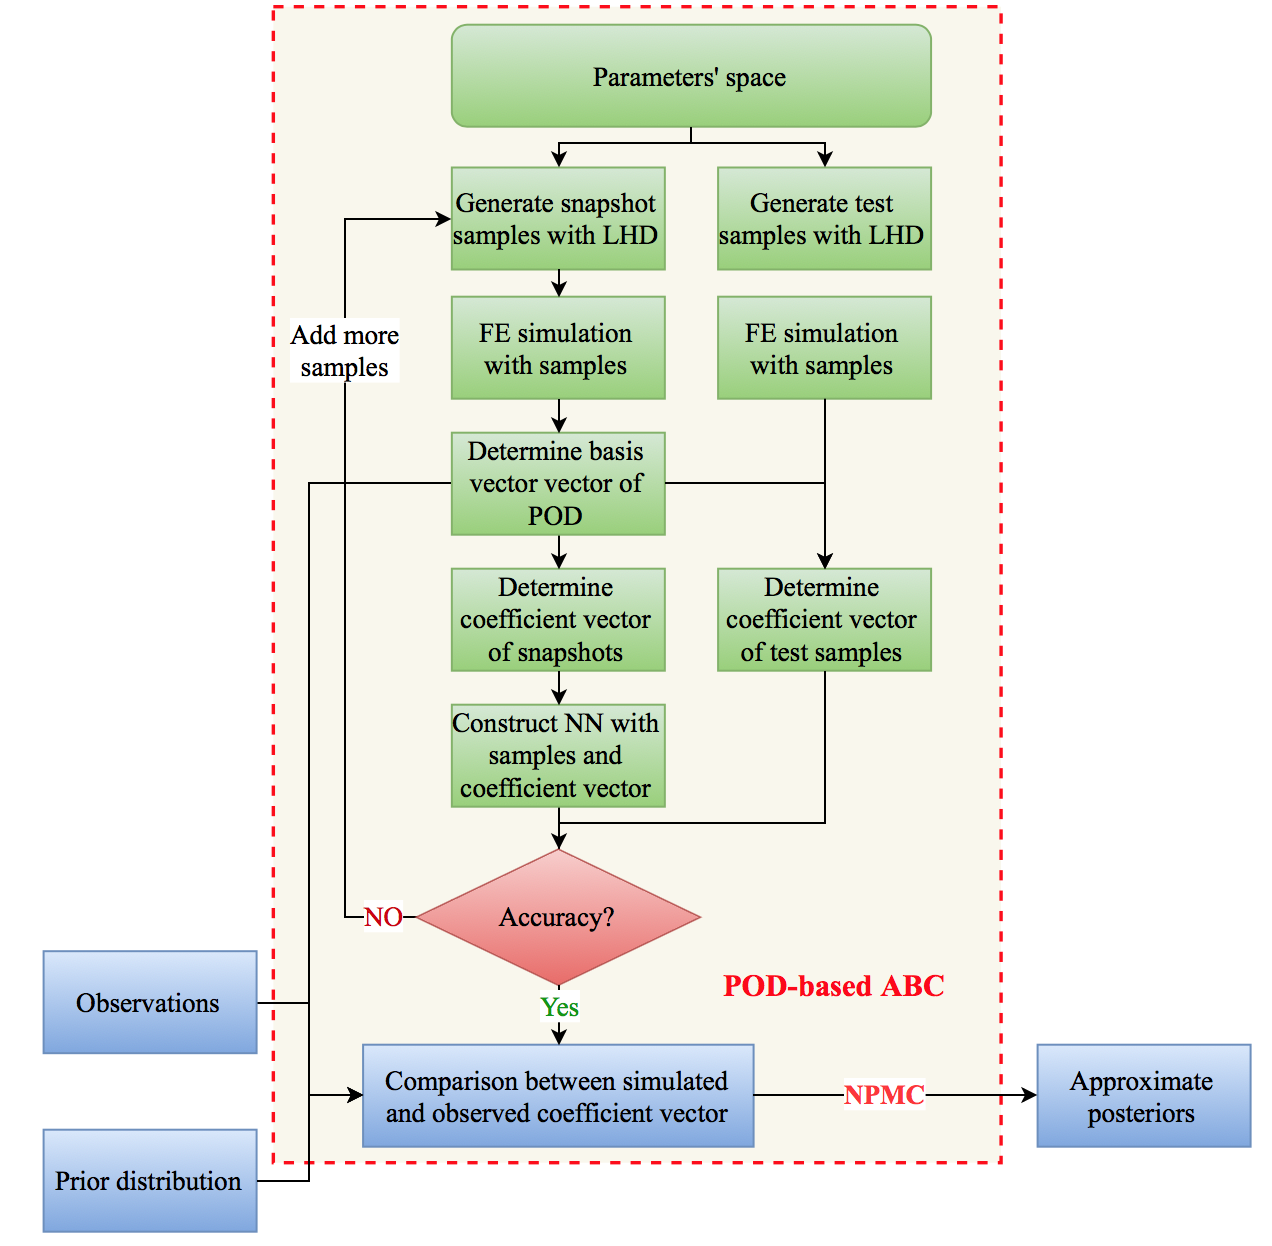 Parameters' space
Generate snapshot
samples with LHD
Generate test
samples with LHD
Add more
samples
FE simulation
with samples
FE simulation
with samples
Determine basis
vector vector of
POD
Determine
coefficient vector
of snapshots
Determine
coefficient vector
of test samples
Construct NN with
samples and
coefficient vector
NO
Accuracy?
POD-based ABC
Observations
Yes
Comparison between simulated
and observed coefficient vector
NPMC
Approximate
posteriors
Prior distribution